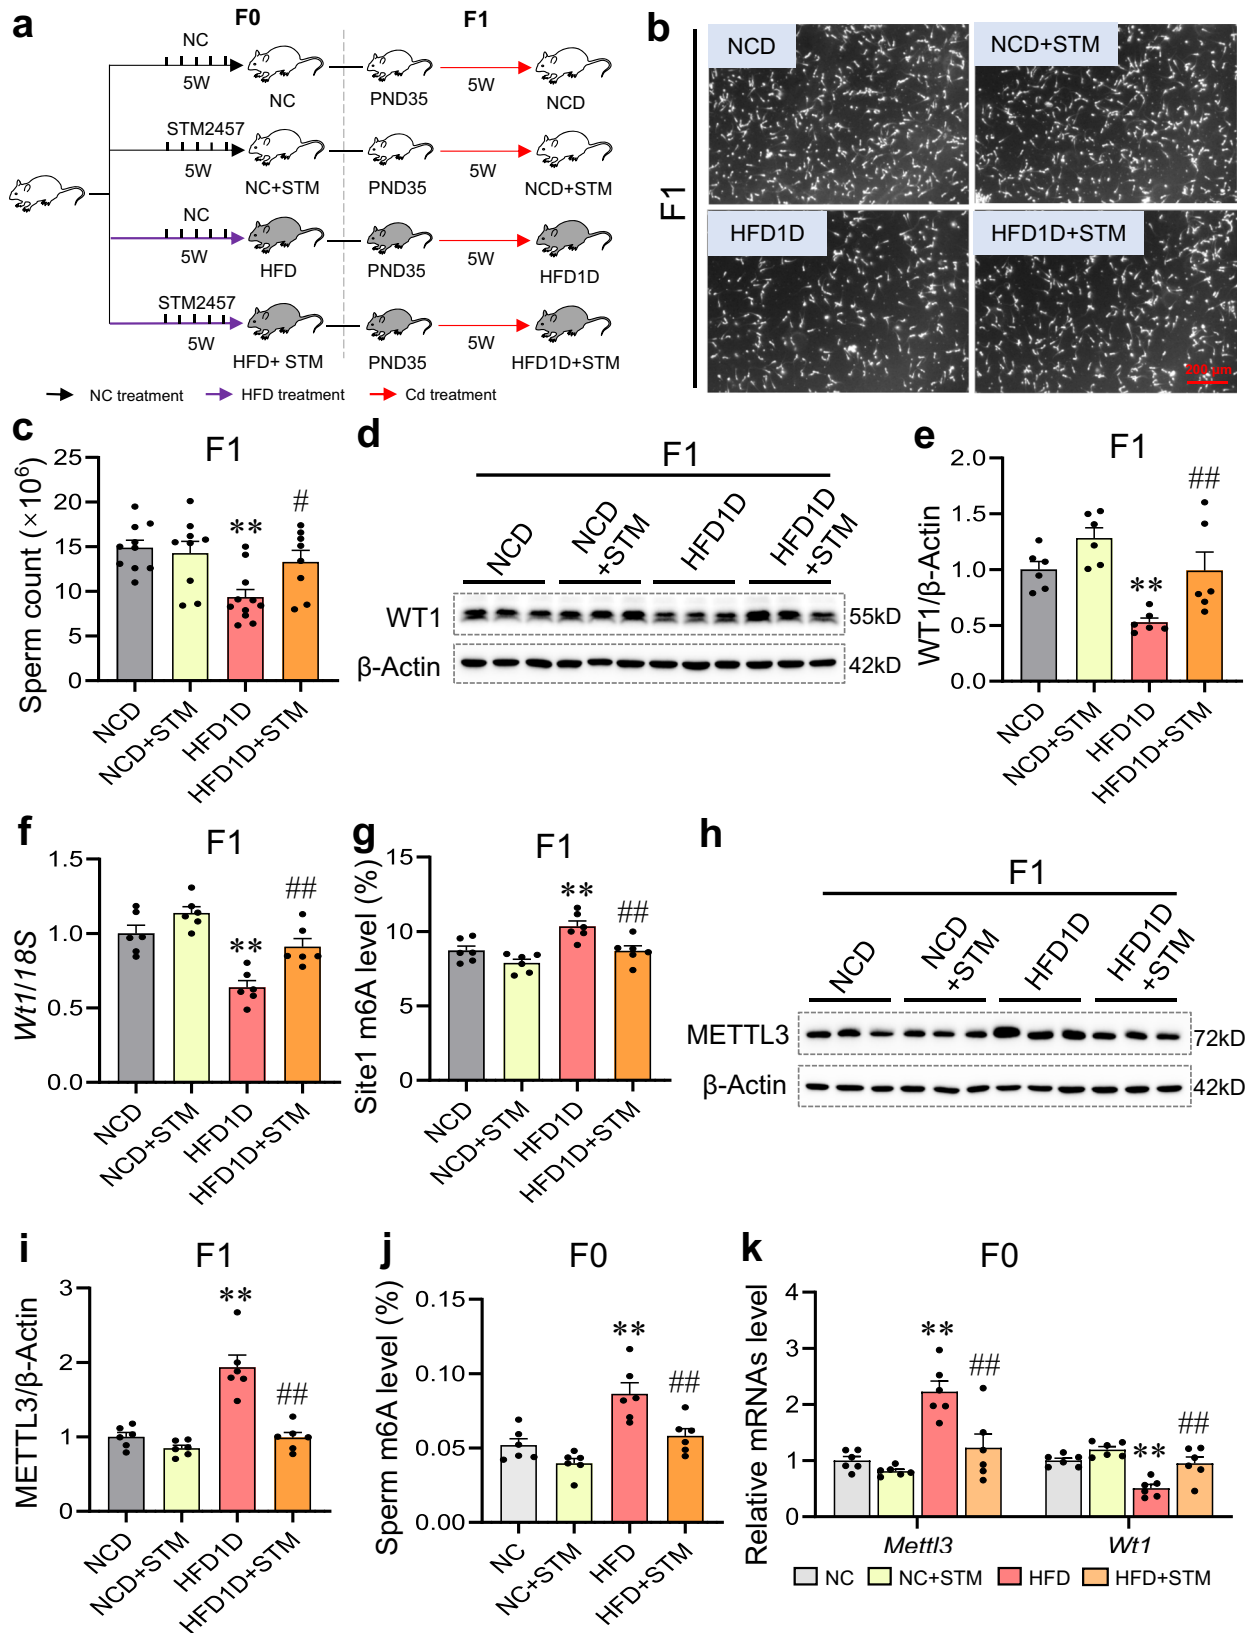 a
F0
F1
NC
5W
NC
PND35
5W
NCD
STM2457
5W
NC+STM
PND35
5W
NCD+STM
NC
5W
HFD
PND35
5W
HFD1D
STM2457
5W
HFD+ STM
PND35
5W
HFD1D+STM
NC treatment
HFD treatment
Cd treatment
b
F1
NCD
NCD+STM
HFD1D
HFD1D+STM
200 μm
c
F1
Sperm count (×10⁶)
25
20
15
10
5
0
**
#
NCD
NCD+STM
HFD1D
HFD1D+STM
d
F1
NCD
NCD
+STM
HFD1D
HFD1D
+STM
WT1
55kD
β-Actin
42kD
e
F1
WT1/β-Actin
2.0
1.5
1.0
0.5
0.0
**
##
NCD
NCD+STM
HFD1D
HFD1D+STM
f
F1
Wt1/18S
1.5
1.0
0.5
0.0
**
##
NCD
NCD+STM
HFD1D
HFD1D+STM
g
F1
Site1 m6A level (%)
15
10
5
0
**
##
NCD
NCD+STM
HFD1D
HFD1D+STM
h
F1
NCD
NCD
+STM
HFD1D
HFD1D
+STM
METTL3
72kD
β-Actin
42kD
i
F1
METTL3/β-Actin
3
2
1
0
**
##
NCD
NCD+STM
HFD1D
HFD1D+STM
j
F0
Sperm m6A level (%)
0.15
0.10
0.05
0.00
**
##
NC
NC+STM
HFD
HFD+STM
k
F0
Relative mRNAs level
4
3
2
1
0
**
##
**
##
Mettl3
Wt1
NC
NC+STM
HFD
HFD+STM